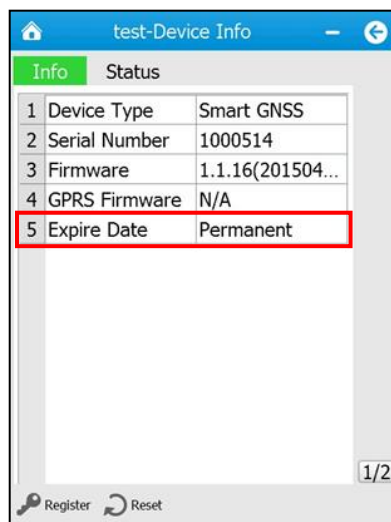 test-Device Info
Info Status
1 Device Type Smart GNSS
2 Serial Number 1000514
3 Firmware 1.1.16(201504...
4 GPRS Firmware N/A
5 Expire Date Permanent
1/2
Register Reset